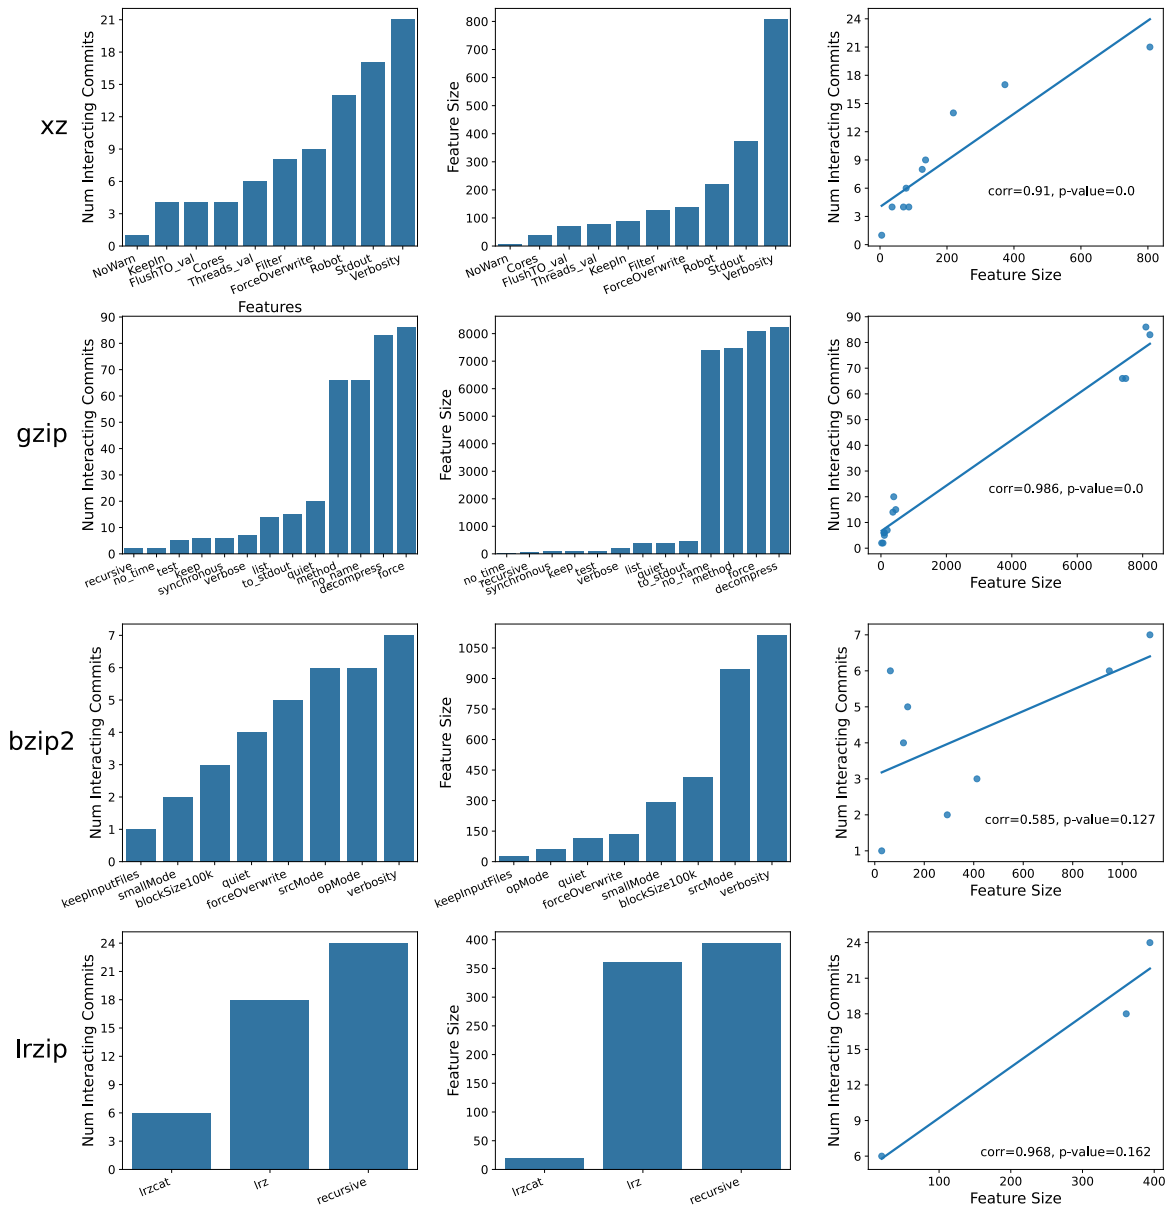 xz
Num Interacting Commits
21
18
15
12
9
6
3
0
NoWarn
KeepIn
FlushTO_val
Cores
Threads_val
Filter
ForceOverwrite
Robot
Stdout
Verbosity
Features
Feature Size
800
700
600
500
400
300
200
100
0
NoWarn
Cores
FlushTO_val
Threads_val
KeepIn
Filter
ForceOverwrite
Robot
Stdout
Verbosity
Num Interacting Commits
24
21
18
15
12
9
6
3
0
corr=0.91, p-value=0.0
0
200
400
600
800
Feature Size
gzip
Num Interacting Commits
90
80
70
60
50
40
30
20
10
0
recursive
no_time
test
keep
synchronous
verbose
list
to_stdout
quiet
method
no_name
decompress
force
Feature Size
8000
7000
6000
5000
4000
3000
2000
1000
0
no_time
recursive
synchronous
keep
test
verbose
list
quiet
to_stdout
no_name
method
force
decompress
Num Interacting Commits
90
80
70
60
50
40
30
20
10
0
corr=0.986, p-value=0.0
0
2000
4000
6000
8000
Feature Size
bzip2
Num Interacting Commits
7
6
5
4
3
2
1
0
keepInputFiles
smallMode
blockSize100k
quiet
forceOverwrite
srcMode
opMode
verbosity
Feature Size
1050
900
750
600
450
300
150
0
keepInputFiles
opMode
quiet
forceOverwrite
smallMode
blockSize100k
srcMode
verbosity
Num Interacting Commits
7
6
5
4
3
2
1
corr=0.585, p-value=0.127
0
200
400
600
800
1000
Feature Size
lrzip
Num Interacting Commits
24
21
18
15
12
9
6
3
0
lrzcat
lrz
recursive
Feature Size
400
350
300
250
200
150
100
50
0
lrzcat
lrz
recursive
Num Interacting Commits
24
21
18
15
12
9
6
corr=0.968, p-value=0.162
100
200
300
400
Feature Size